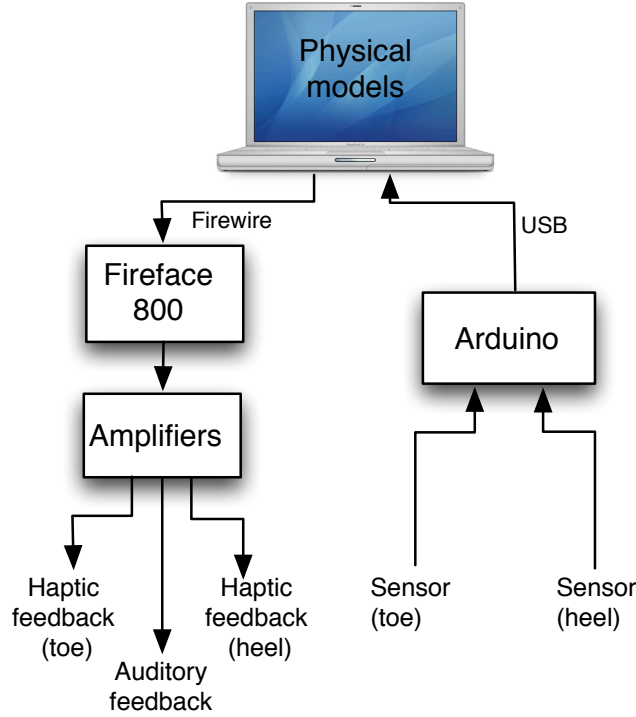 Physical
models
Firewire
USB
Fireface
800
Arduino
Amplifiers
Haptic
feedback
(toe)
Auditory
feedback
Haptic
feedback
(heel)
Sensor
(toe)
Sensor
(heel)